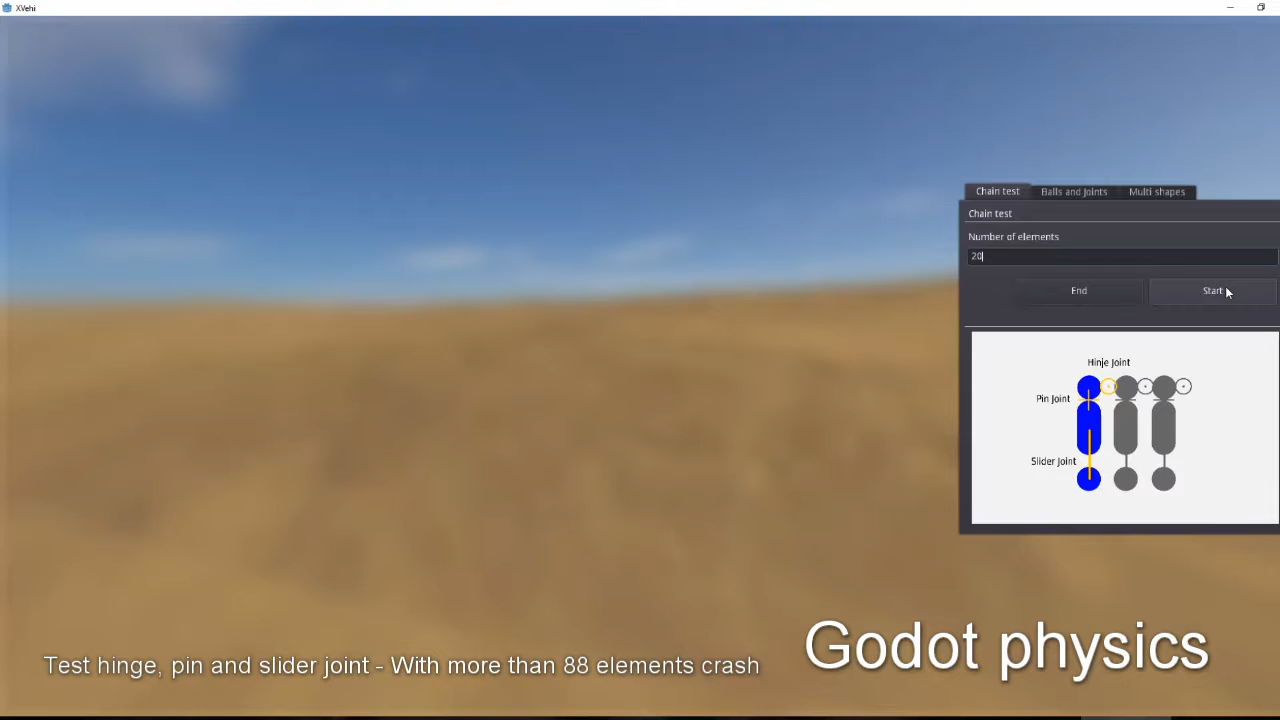 XVehi
Chain test
Balls and Joints
Multi shapes
Chain test
Number of elements
20
End
Start
Hinje Joint
Pin Joint
Slider Joint
Godot physics
Test hinge, pin and slider joint - With more than 88 elements crash